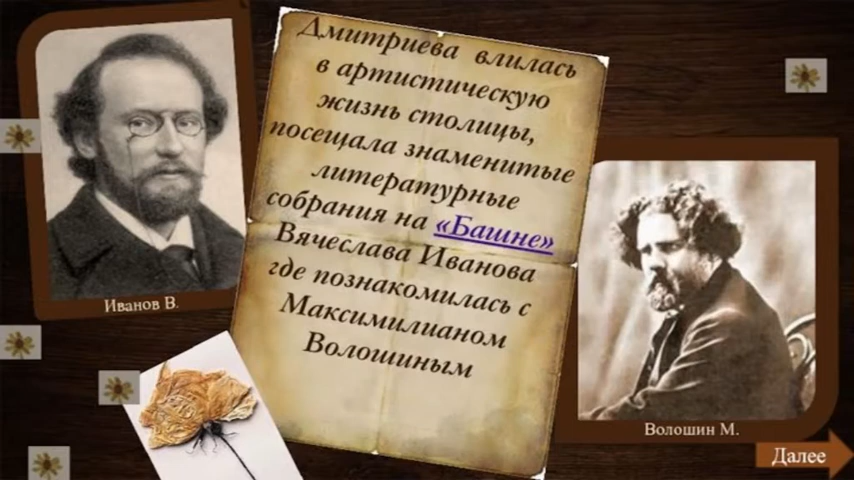 Дмитриева влилась
в артистическую
жизнь столицы,
посещала знаменитые
литературные
собрания на «Башне»
Вячеслава Иванова
где познакомилась с
Максимилианом
Волошиным
Иванов В.
Волошин М.
Далее